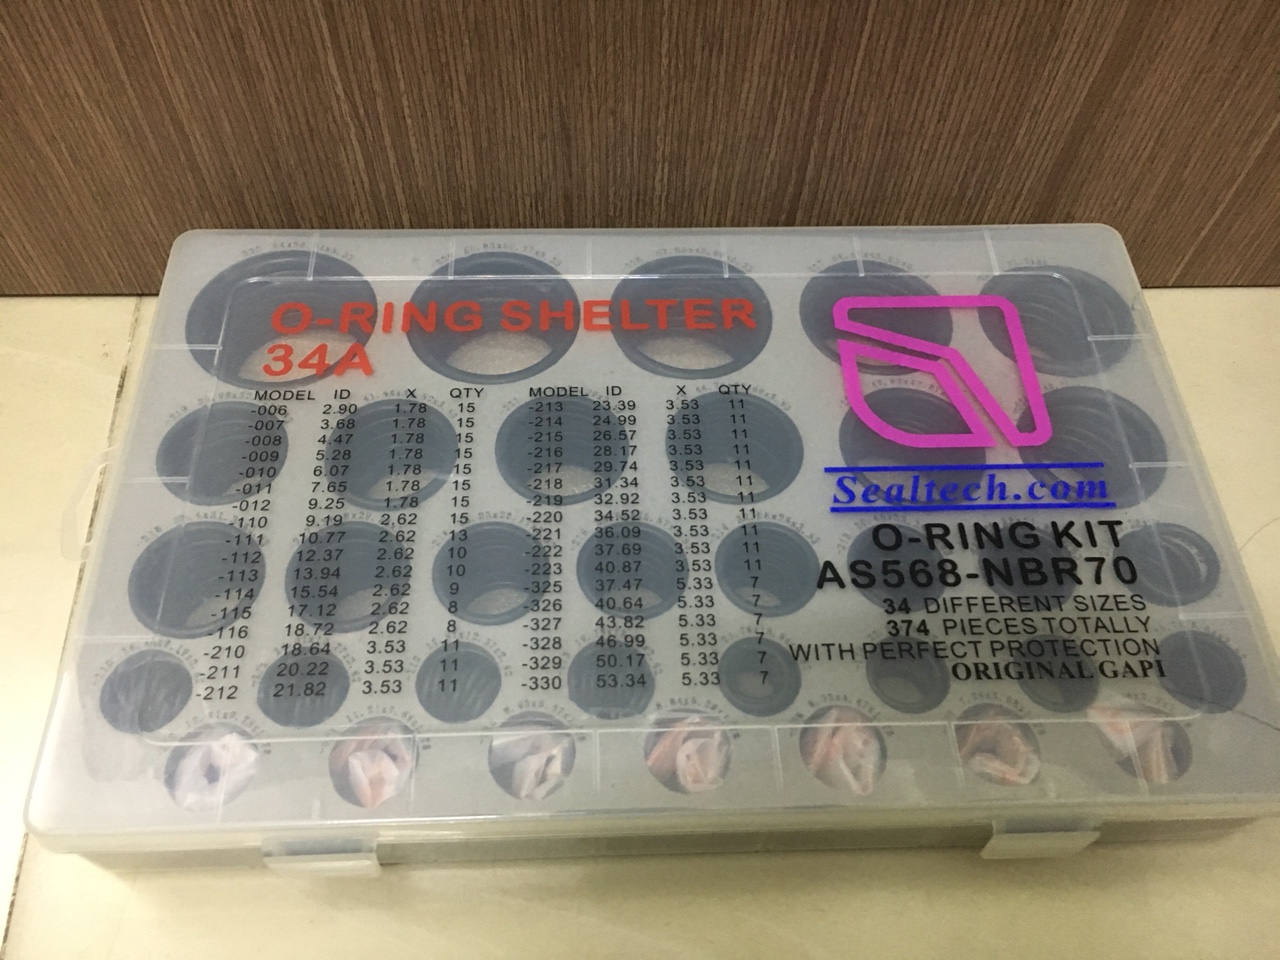 O-RING SHELTER
34A
MODEL ID X QTY
-006 2.90 1.78 15
-007 3.68 1.78 15
-008 4.47 1.78 15
-009 5.28 1.78 15
-010 6.07 1.78 15
-011 7.65 1.78 15
-012 9.25 1.78 15
-110 9.19 2.62 15
-111 10.77 2.62 13
-112 12.37 2.62 10
-113 13.94 2.62 10
-114 15.54 2.62 9
-115 17.12 2.62 8
-116 18.72 2.62 8
-210 18.64 3.53 11
-211 20.22 3.53 11
-212 21.82 3.53 11
MODEL ID X QTY
-213 23.39 3.53 11
-214 24.99 3.53 11
-215 26.57 3.53 11
-216 28.17 3.53 11
-217 29.74 3.53 11
-218 31.34 3.53 11
-219 32.92 3.53 11
-220 34.52 3.53 11
-221 36.09 3.53 11
-222 37.69 3.53 11
-223 40.87 3.53 11
-325 37.47 5.33 7
-326 40.64 5.33 7
-327 43.82 5.33 7
-328 46.99 5.33 7
-329 50.17 5.33 7
-330 53.34 5.33 7
Sealtech.com
O-RING KIT
AS568-NBR70
34 DIFFERENT SIZES
374 PIECES TOTALLY
WITH PERFECT PROTECTION
ORIGINAL GAPI